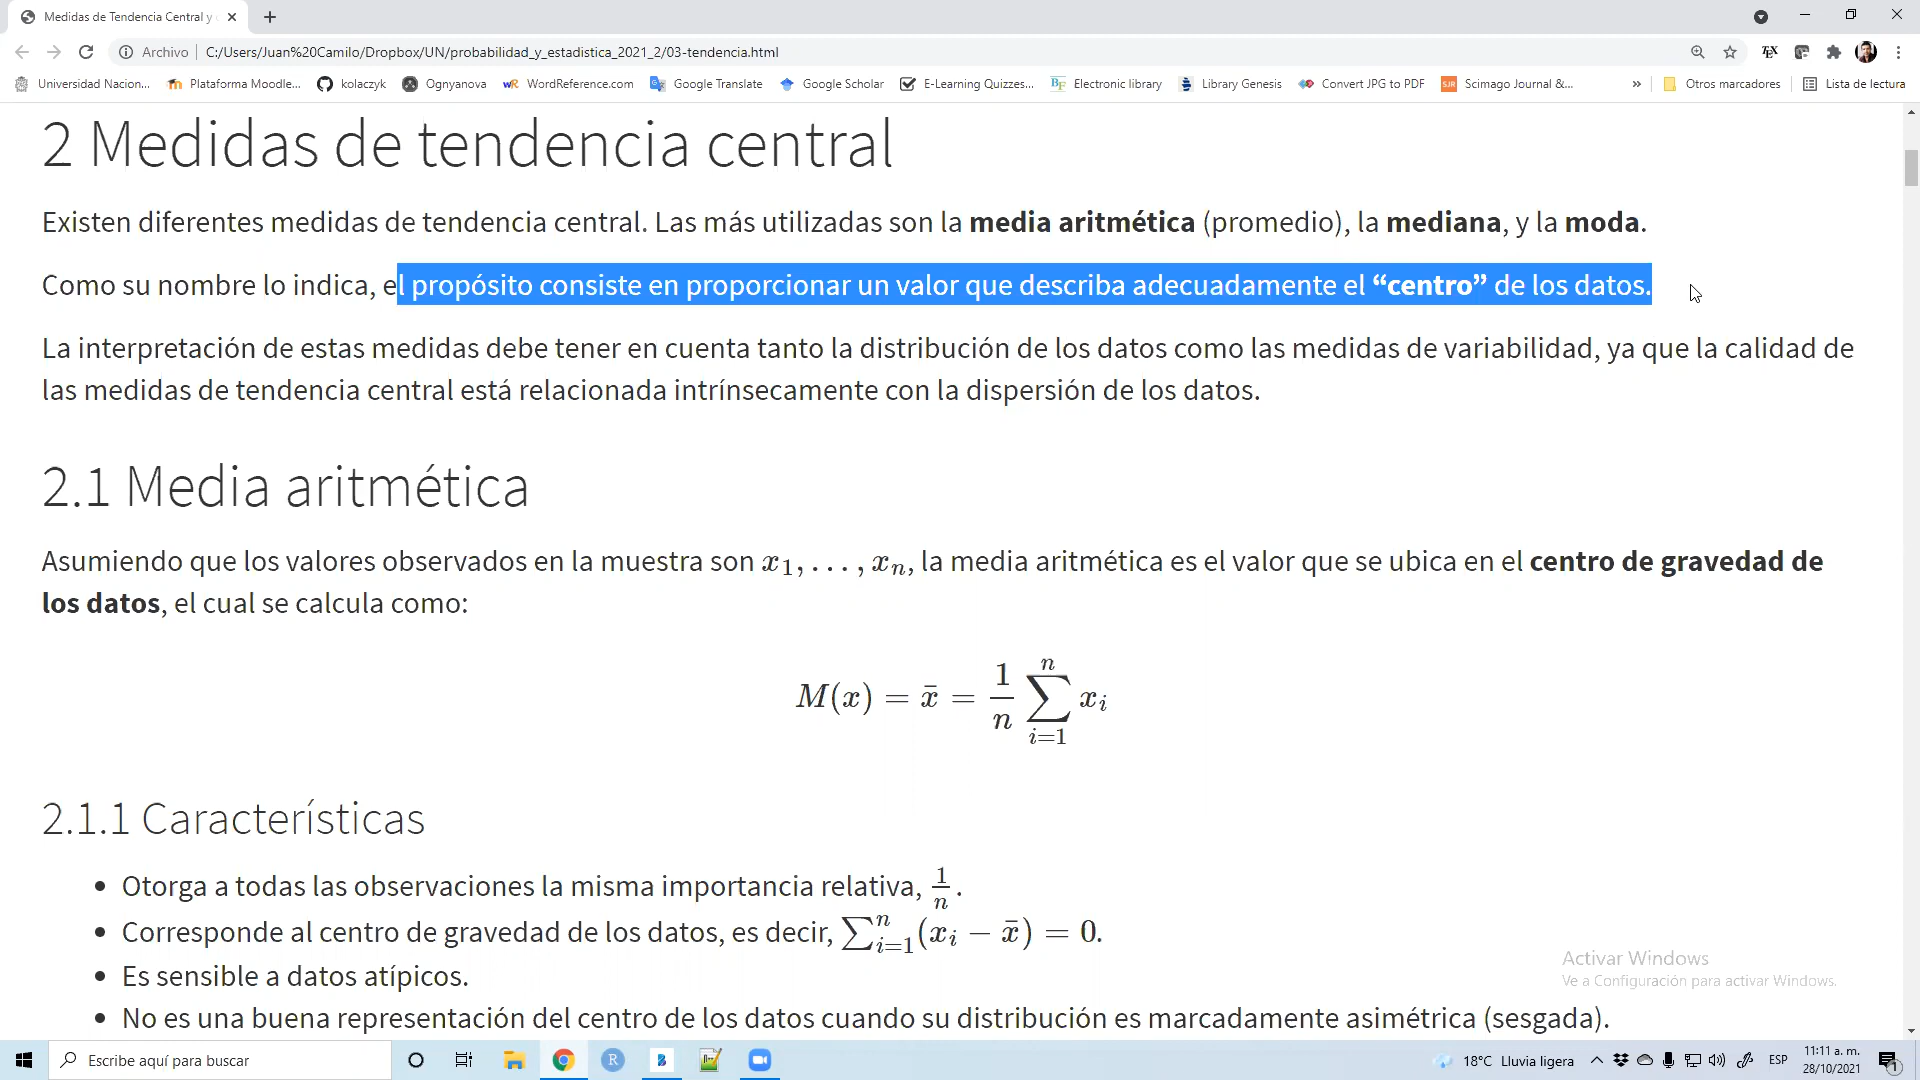 Medidas de Tendencia Central y
Archivo C:/Users/Juan%20Camilo/Dropbox/UN/probabilidad_y_estadistica_2021_2/03-tendencia.html
Universidad Nacion... Plataforma Moodle... kolaczyk Ognyanova WordReference.com Google Translate Google Scholar E-Learning Quizzes... Electronic library Library Genesis Convert JPG to PDF Scimago Journal &... » Otros marcadores Lista de lectura
2 Medidas de tendencia central
Existen diferentes medidas de tendencia central. Las más utilizadas son la media aritmética (promedio), la mediana, y la moda.
Como su nombre lo indica, el propósito consiste en proporcionar un valor que describa adecuadamente el “centro” de los datos.
La interpretación de estas medidas debe tener en cuenta tanto la distribución de los datos como las medidas de variabilidad, ya que la calidad de
las medidas de tendencia central está relacionada intrínsecamente con la dispersión de los datos.
2.1 Media aritmética
Asumiendo que los valores observados en la muestra son x₁, . . . , xₙ, la media aritmética es el valor que se ubica en el centro de gravedad de
los datos, el cual se calcula como:
M(x) = x̄ = 1/n ∑ᵢ₌₁ⁿ xᵢ
2.1.1 Características
• Otorga a todas las observaciones la misma importancia relativa, 1/n.
• Corresponde al centro de gravedad de los datos, es decir, ∑ᵢ₌₁ⁿ(xᵢ − x̄) = 0.
• Es sensible a datos atípicos.
• No es una buena representación del centro de los datos cuando su distribución es marcadamente asimétrica (sesgada).
Activar Windows
Ve a Configuración para activar Windows.
Escribe aquí para buscar
18°C Lluvia ligera
ESP
11:11 a. m.
28/10/2021
1